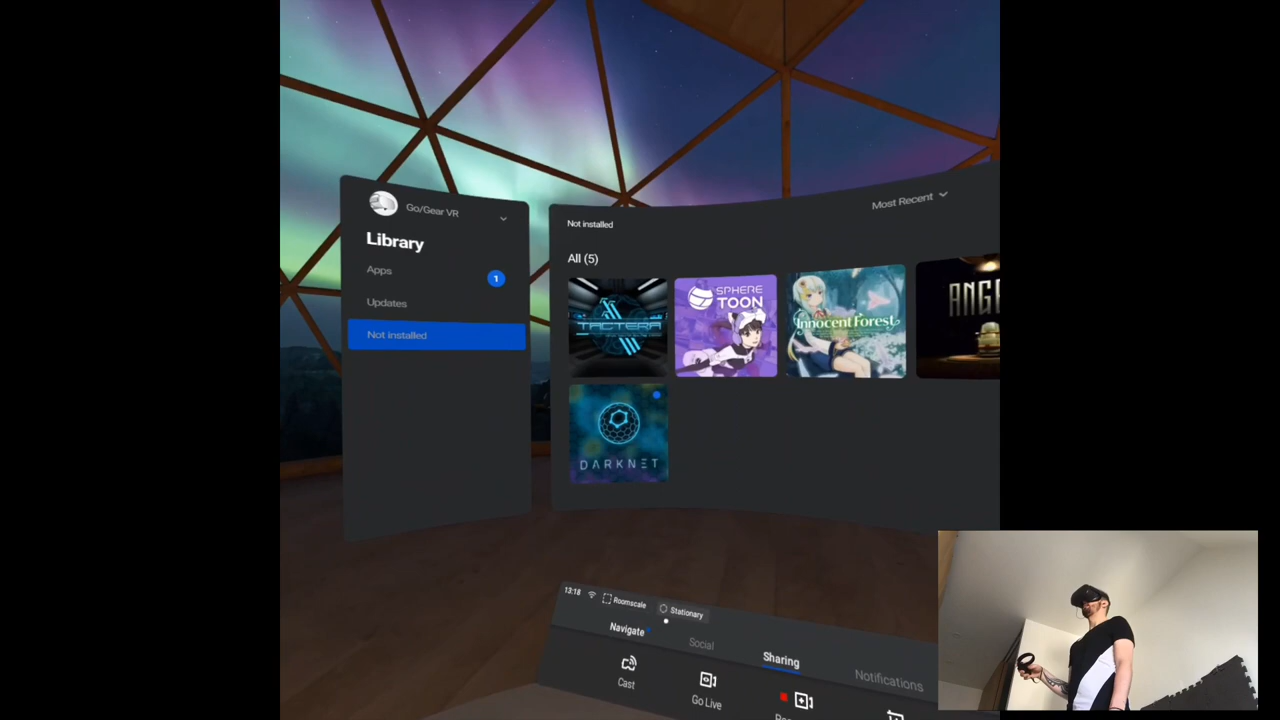 Go/Gear VR
Library
Apps
1
Updates
Not installed
Not installed
Most Recent
All (5)
TACTERA
SPHERE
TOON
Innocent Forest
DARKNET
13:18
Roomscale
Stationary
Navigate
Social
Sharing
Notifications
Cast
Go Live